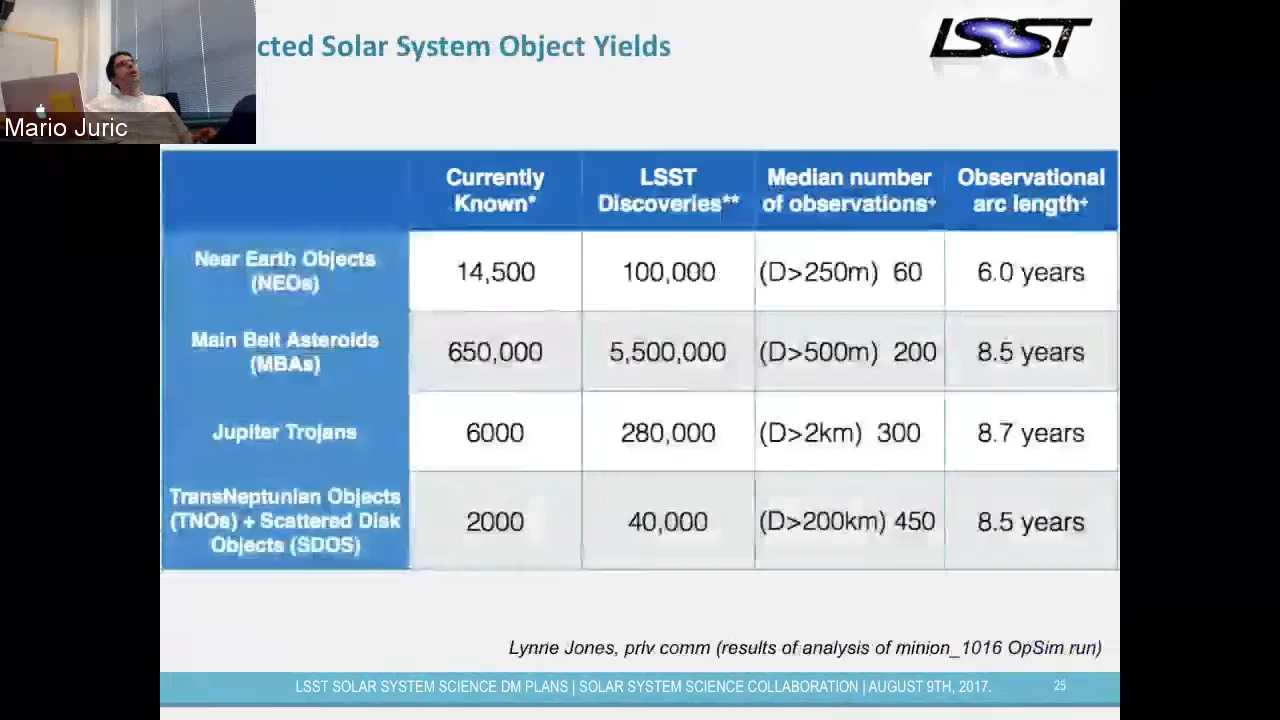 cted Solar System Object Yields
LSST
Mario Juric
Currently
Known*
LSST
Discoveries**
Median number
of observations+
Observational
arc length+
Near Earth Objects
(NEOs)
14,500
100,000
(D>250m) 60
6.0 years
Main Belt Asteroids
(MBAs)
650,000
5,500,000
(D>500m) 200
8.5 years
Jupiter Trojans
6000
280,000
(D>2km) 300
8.7 years
TransNeptunian Objects
(TNOs) + Scattered Disk
Objects (SDOS)
2000
40,000
(D>200km) 450
8.5 years
Lynne Jones, priv comm (results of analysis of minion_1016 OpSim run)
LSST SOLAR SYSTEM SCIENCE DM PLANS | SOLAR SYSTEM SCIENCE COLLABORATION | AUGUST 9TH, 2017.
25